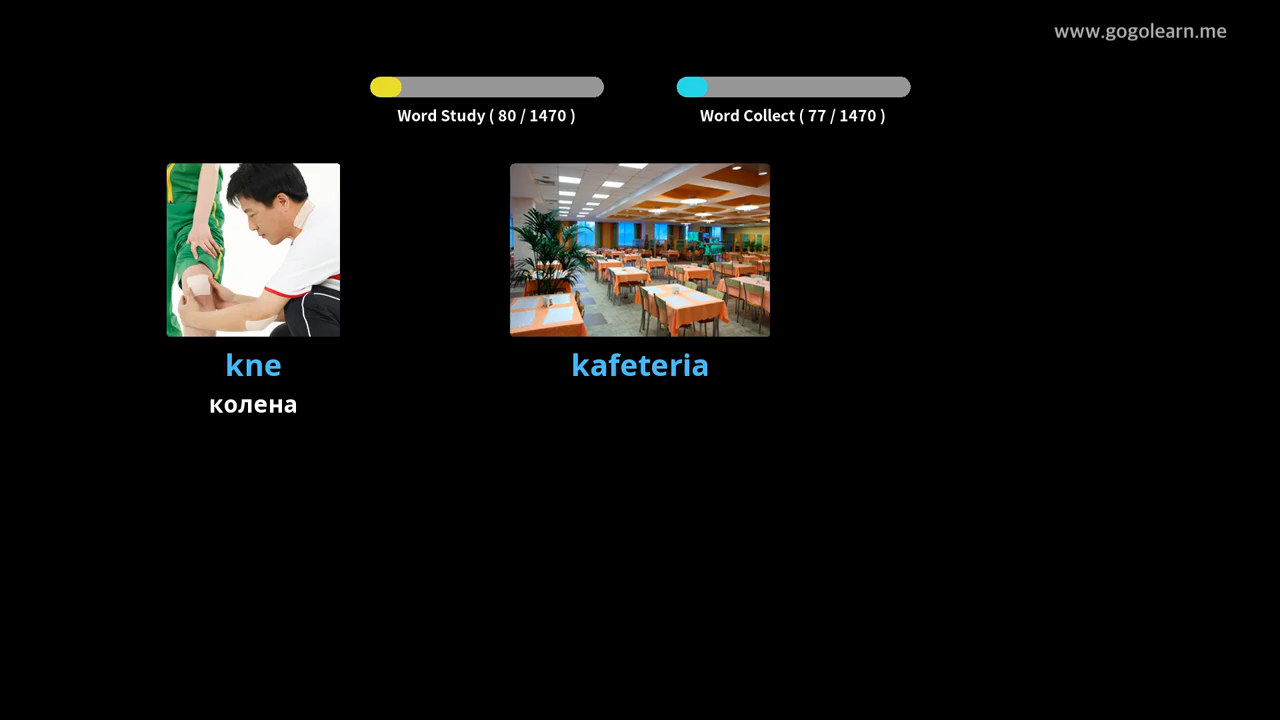 www.gogolearn.me
Word Study ( 80 / 1470 )
Word Collect ( 77 / 1470 )
kne
kafeteria
колена